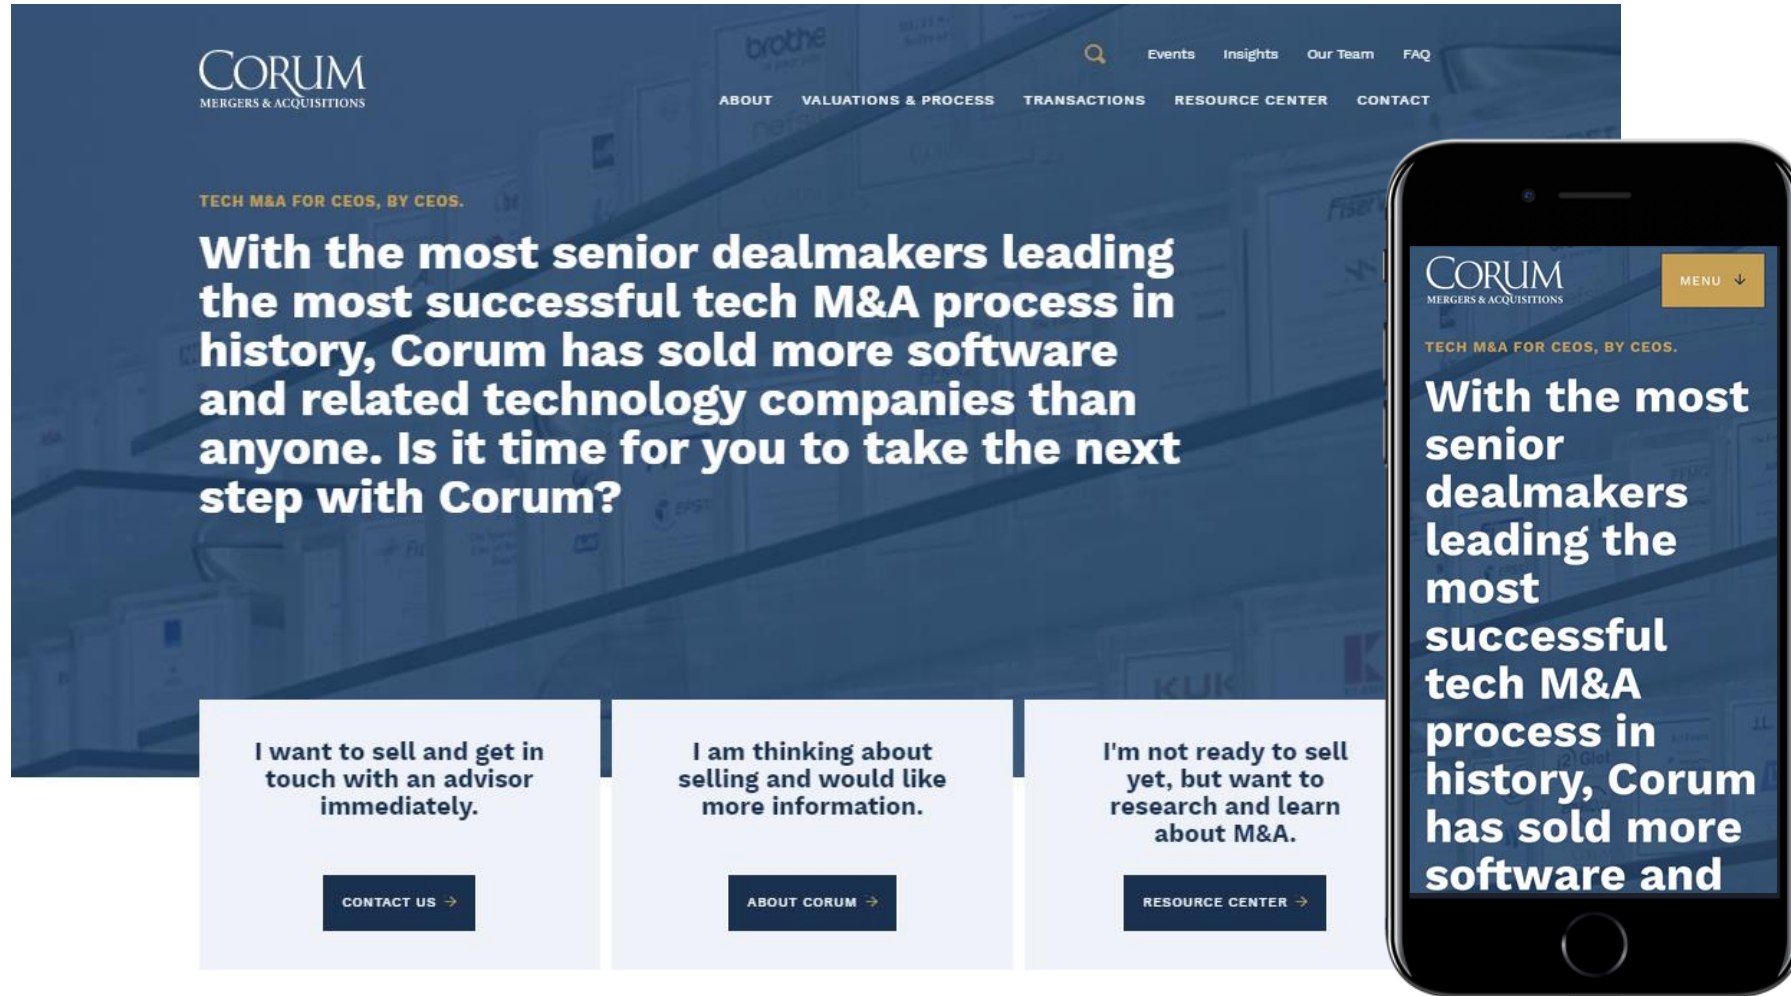 CORUM
MERGERS & ACQUISITIONS
Events Insights Our Team FAQ
ABOUT VALUATIONS & PROCESS TRANSACTIONS RESOURCE CENTER CONTACT
brothe
Fiserv
TECH M&A FOR CEOS, BY CEOS.
With the most senior dealmakers leading
the most successful tech M&A process in
history, Corum has sold more software
and related technology companies than
anyone. Is it time for you to take the next
step with Corum?
KUK
I want to sell and get in
touch with an advisor
immediately.
CONTACT US →
I am thinking about
selling and would like
more information.
ABOUT CORUM →
I'm not ready to sell
yet, but want to
research and learn
about M&A.
RESOURCE CENTER →
CORUM
MERGERS & ACQUISITIONS
MENU ↓
TECH M&A FOR CEOS, BY CEOS.
With the most
senior
dealmakers
leading the
most
successful
tech M&A
process in
history, Corum
has sold more
software and